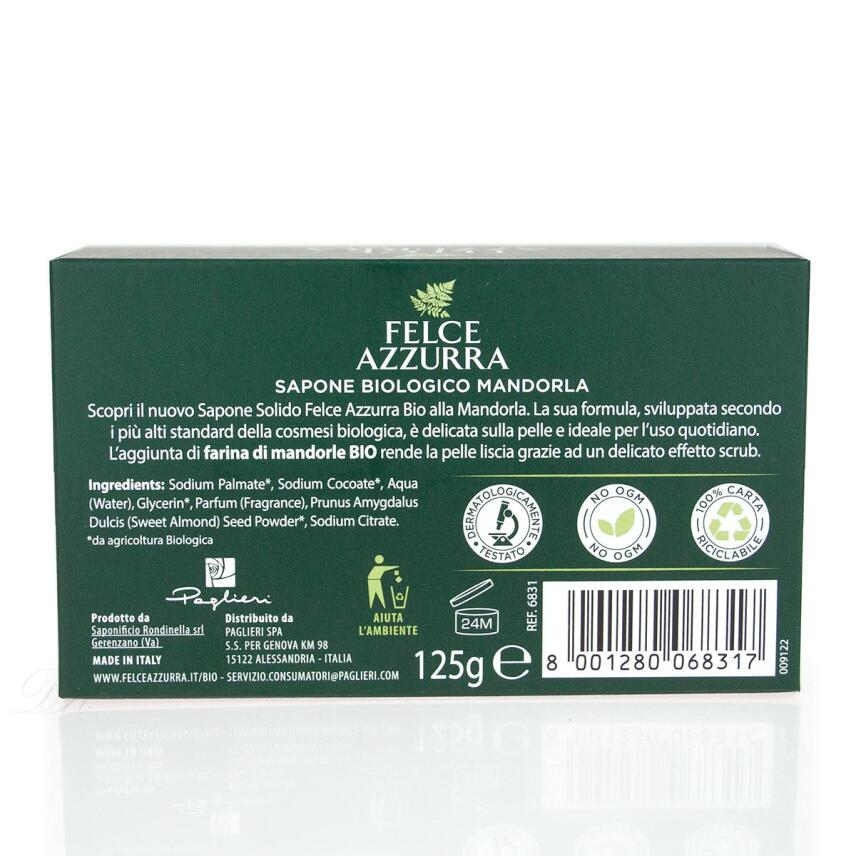 FELCE
AZZURRA
SAPONE BIOLOGICO MANDORLA
Scopri il nuovo Sapone Solido Felce Azzurra Bio alla Mandorla. La sua formula, sviluppata secondo
i più alti standard della cosmesi biologica, è delicata sulla pelle e ideale per l'uso quotidiano.
L'aggiunta di farina di mandorle BIO rende la pelle liscia grazie ad un delicato effetto scrub.
Ingredients: Sodium Palmate*, Sodium Cocoate*, Aqua
(Water), Glycerin*, Parfum (Fragrance), Prunus Amygdalus
Dulcis (Sweet Almond) Seed Powder*, Sodium Citrate.
*da agricoltura Biologica
DERMATOLOGICAMENTE
TESTATO
NO OGM
NO OGM
100% CARTA
RICICLABILE
Paglieri
Prodotto da
Saponificio Rondinella srl
Gerenzano (Va)
MADE IN ITALY
Distribuito da
PAGLIERI SPA
S.S. PER GENOVA KM 98
15122 ALESSANDRIA - ITALIA
WWW.FELCEAZZURRA.IT/BIO - SERVIZIO.CONSUMATORI@PAGLIERI.COM
AIUTA
L'AMBIENTE
24M
125g e
REF. 6831
8 001280 068317
009122